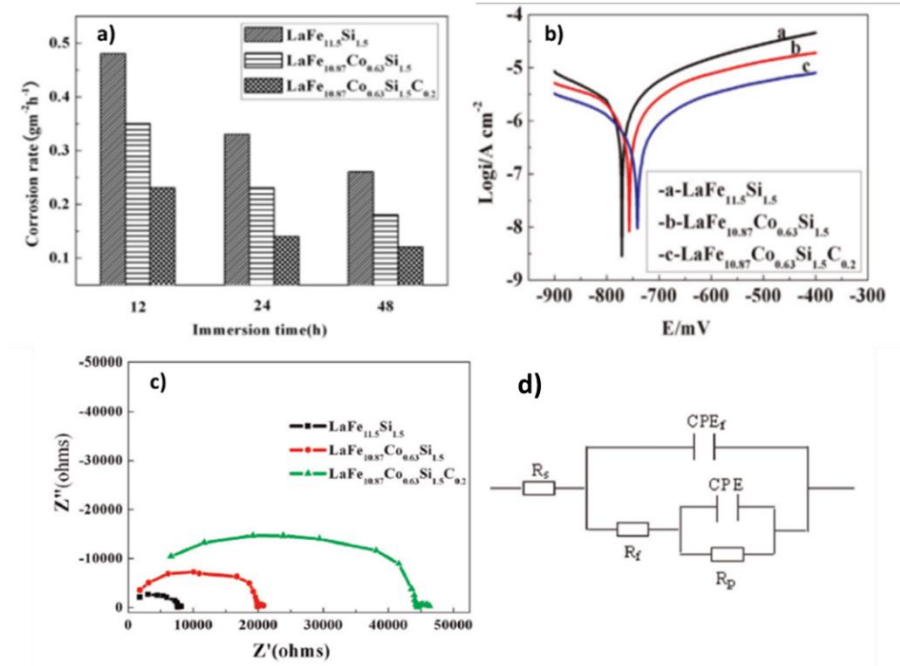 a)
LaFe11.5Si1.5
LaFe10.87Co0.63Si1.5
LaFe10.87Co0.63Si1.5C0.2
Corrosion rate (gm-2h-1)
0.5
0.4
0.3
0.2
0.1
12 24 48
Immersion time(h)
b)
Logi/A cm-2
-4
-5
-6
-7
-8
-9
a
b
c
-a-LaFe11.5Si1.5
-b-LaFe10.87Co0.63Si1.5
-c-LaFe10.87Co0.63Si1.5C0.2
-900 -800 -700 -600 -500 -400 -300
E/mV
c)
Z''(ohms)
-50000
-40000
-30000
-20000
-10000
0
LaFe11.5Si1.5
LaFe10.87Co0.63Si1.5
LaFe10.87Co0.63Si1.5C0.2
0 10000 20000 30000 40000 50000
Z'(ohms)
d)
CPEf
Rs
CPE
Rf
Rp